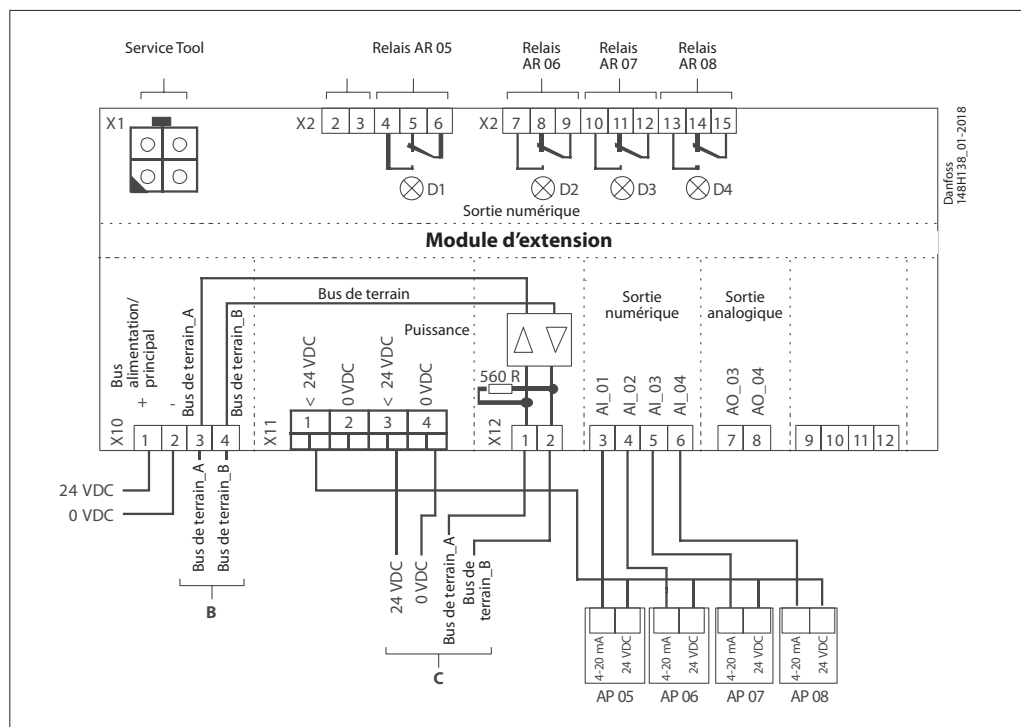 Service Tool
Relais AR 05
Relais
AR 06
Relais
AR 07
Relais
AR 08
X1
X2 2 3 4 5 6
X2 7 8 9 10 11 12 13 14 15
D1
D2
D3
D4
Sortie numérique
Danfoss
148H138_01-2018
Module d'extension
Bus
alimentation/
principal
+ -
Bus de terrain_A
Bus de terrain_B
Bus de terrain
Puissance
< 24 VDC
0 VDC
< 24 VDC
0 VDC
560 R
Sortie
numérique
AI_01
AI_02
AI_03
AI_04
Sortie
analogique
AO_03
AO_04
X10 1 2 3 4
X11 1 2 3 4
X12 1 2
3 4 5 6
7 8
9 10 11 12
24 VDC
0 VDC
Bus de terrain_A
Bus de terrain_B
B
24 VDC
0 VDC
Bus de terrain_A
Bus de
terrain_B
C
4-20 mA
24 VDC
4-20 mA
24 VDC
4-20 mA
24 VDC
4-20 mA
24 VDC
AP 05
AP 06
AP 07
AP 08